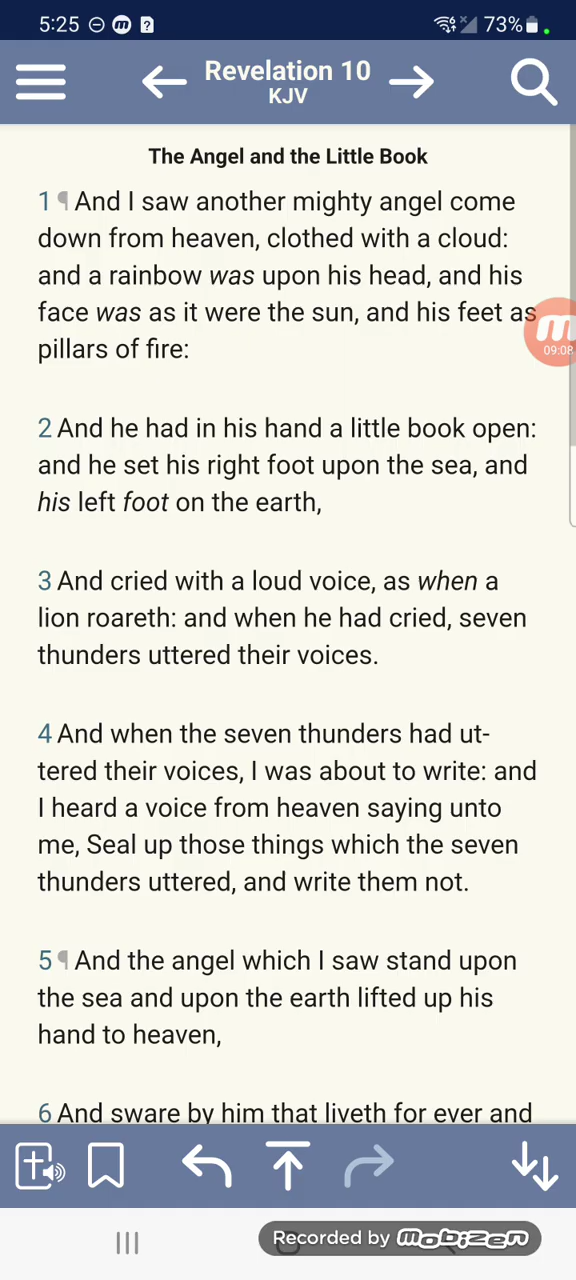 5:25
73%
Revelation 10
KJV
The Angel and the Little Book
1 ¶ And I saw another mighty angel come
down from heaven, clothed with a cloud:
and a rainbow was upon his head, and his
face was as it were the sun, and his feet as
pillars of fire:
09:08
2 And he had in his hand a little book open:
and he set his right foot upon the sea, and
his left foot on the earth,
3 And cried with a loud voice, as when a
lion roareth: and when he had cried, seven
thunders uttered their voices.
4 And when the seven thunders had ut-
tered their voices, I was about to write: and
I heard a voice from heaven saying unto
me, Seal up those things which the seven
thunders uttered, and write them not.
5 ¶ And the angel which I saw stand upon
the sea and upon the earth lifted up his
hand to heaven,
6 And sware by him that liveth for ever and
Recorded by mobizen